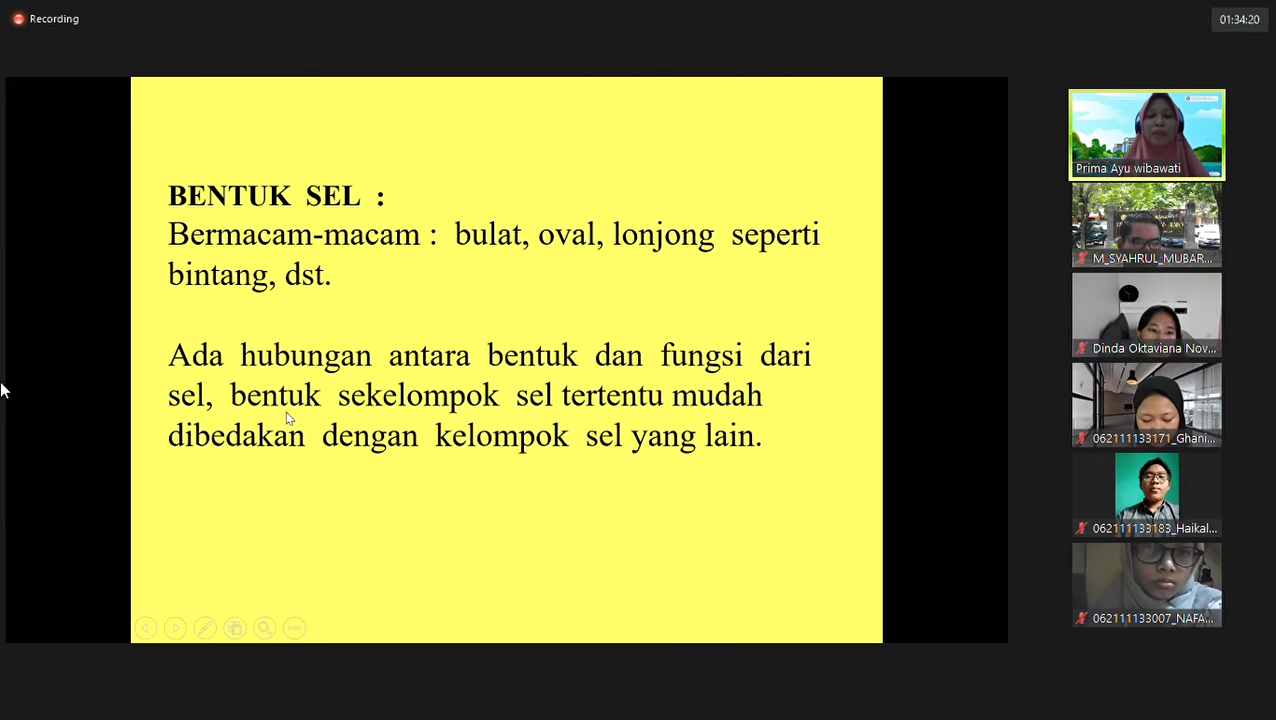 Recording
01:34:20
BENTUK SEL :
Bermacam-macam : bulat, oval, lonjong seperti
bintang, dst.
Ada hubungan antara bentuk dan fungsi dari
sel, bentuk sekelompok sel tertentu mudah
dibedakan dengan kelompok sel yang lain.
Prima Ayu wibawati
M_SYAHRUL_MUBAR...
Dinda Oktaviana Nov...
062111133171_Ghani...
062111133183_Haikal...
062111133007_NAFA...